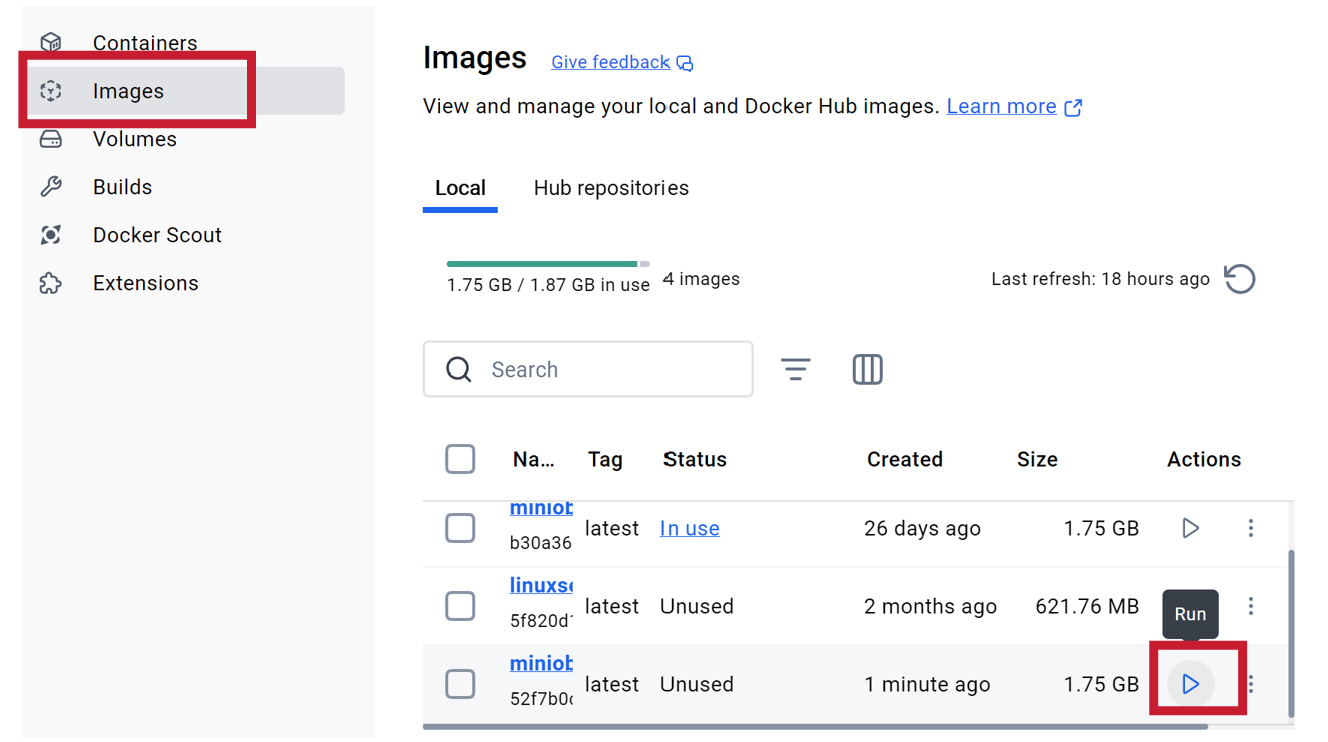 Containers
Images
Volumes
Builds
Docker Scout
Extensions
Images Give feedback
View and manage your local and Docker Hub images. Learn more
Local Hub repositories
1.75 GB / 1.87 GB in use 4 images Last refresh: 18 hours ago
Search
Na... Tag Status Created Size Actions
miniob
b30a36 latest In use 26 days ago 1.75 GB
linuxse
5f820d latest Unused 2 months ago 621.76 MB
Run
miniob
52f7b0 latest Unused 1 minute ago 1.75 GB